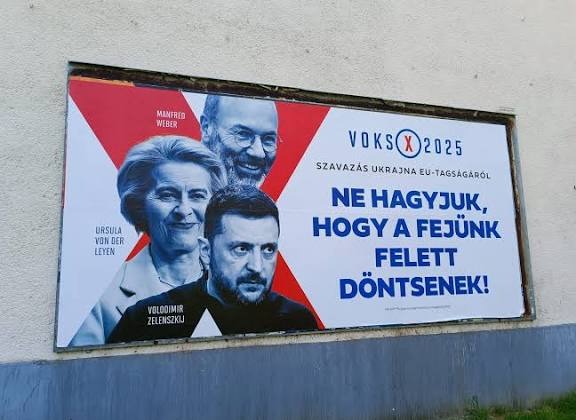 MANFRED
WEBER
URSULA
VON DER
LEYEN
VOLODIMIR
ZELENSZKIJ
VOKS X 2025
SZAVAZÁS UKRAJNA EU-TAGSÁGÁRÓL
NE HAGYJUK,
HOGY A FEJÜNK
FELETT
DÖNTSENEK!